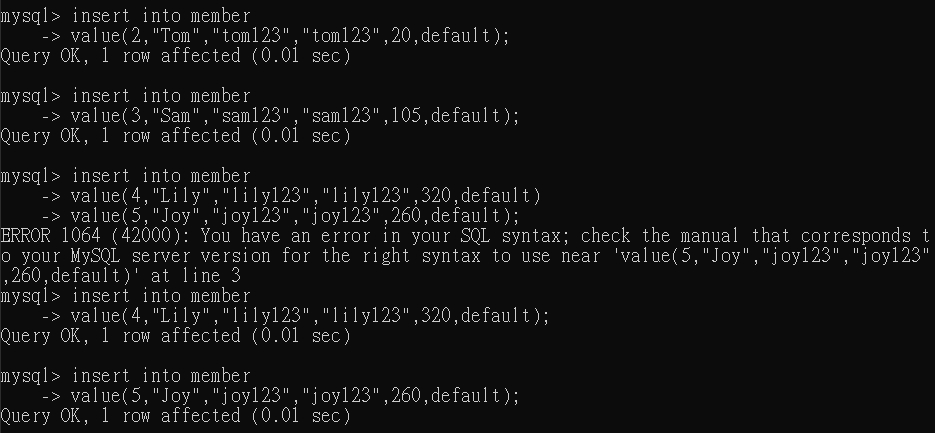 mysql> insert into member
    -> value(2,"Tom","tom123","tom123",20,default);
Query OK, 1 row affected (0.01 sec)

mysql> insert into member
    -> value(3,"Sam","sam123","sam123",105,default);
Query OK, 1 row affected (0.01 sec)

mysql> insert into member
    -> value(4,"Lily","lily123","lily123",320,default)
    -> value(5,"Joy","joy123","joy123",260,default);
ERROR 1064 (42000): You have an error in your SQL syntax; check the manual that corresponds t
o your MySQL server version for the right syntax to use near 'value(5,"Joy","joy123","joy123"
,260,default)' at line 3
mysql> insert into member
    -> value(4,"Lily","lily123","lily123",320,default);
Query OK, 1 row affected (0.01 sec)

mysql> insert into member
    -> value(5,"Joy","joy123","joy123",260,default);
Query OK, 1 row affected (0.01 sec)